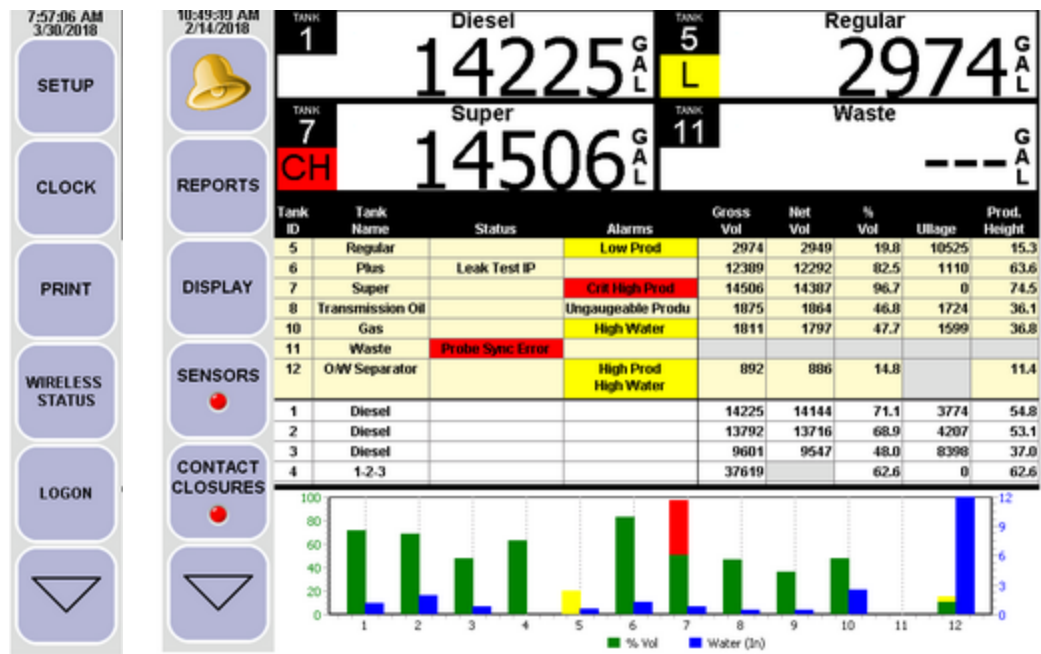 7:57:06 AM
3/30/2018
SETUP
CLOCK
PRINT
WIRELESS
STATUS
LOGON
10:49:49 AM
2/14/2018
REPORTS
DISPLAY
SENSORS
CONTACT
CLOSURES
TANK 1 Diesel 14225 GAL
TANK 5 L Regular 2974 GAL
TANK 7 CH Super 14506 GAL
TANK 11 Waste --- GAL
Tank Tank Gross Net % Prod.
ID Name Status Alarms Vol Vol Vol Ullage Height
5 Regular Low Prod 2974 2949 19.8 10525 15.3
6 Plus Leak Test IP 12389 12292 82.5 1110 63.6
7 Super Crit High Prod 14506 14387 96.7 0 74.5
8 Transmission Oil Ungaugeable Produ 1875 1864 46.8 1724 36.1
10 Gas High Water 1811 1797 47.7 1599 36.8
11 Waste Probe Sync Error
12 O/W Separator High Prod 892 886 14.8 11.4
High Water
1 Diesel 14225 14144 71.1 3774 54.8
2 Diesel 13792 13716 68.9 4207 53.1
3 Diesel 9601 9547 48.0 8398 37.0
4 1-2-3 37619 62.6 0 62.6
100 12
80 9
60 6
40
20 3
0 0
1 2 3 4 5 6 7 8 9 10 11 12
% Vol Water (In)